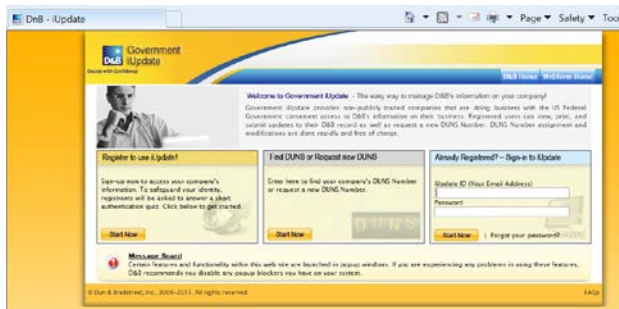 DnB - iUpdate
Page Safety Tool
Government
iUpdate
D&B
Decide with Confidence
D&B Home Webform Home
Welcome to Government iUpdate - The easy way to manage D&B's information on your company!
Government iUpdate provides non-publicly traded companies that are doing business with the US Federal
Government convenient access to D&B's information on their business. Registered users can view, print, and
submit updates to their D&B record as well as request a new DUNS Number. DUNS Number assignment and
modifications are done rapidly and free of charge.
Register to use iUpdate!
Sign-up now to access your company's
information. To safeguard your identity,
registrants will be asked to answer a short
authentication quiz. Click below to get started.
Start Now
Find DUNS or Request new DUNS
Enter here to find your company's DUNS Number
or request a new DUNS Number.
DUNS
Start Now
Already Registered? - Sign-in to iUpdate
iUpdate ID (Your Email Address)
Password
Start Now | Forgot your password?
Message Board
Certain features and functionality within this web site are launched in popup windows. If you are experiencing any problems in using these features,
D&B recommends you disable any popup blockers you have on your system.
© Dun & Bradstreet, Inc., 2000-2011. All rights reserved.
FAQs